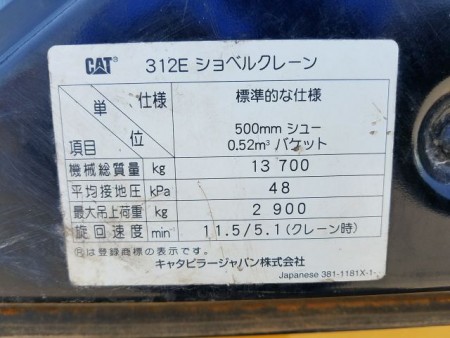 CAT® 312E ショベルクレーン
単位 仕様 標準的な仕様
項目 500mm シュー
0.52m³ バケット
機械総質量 kg 13 700
平均接地圧 kPa 48
最大吊上荷重 kg 2 900
旋回速度 min 11.5/5.1(クレーン時)
Ⓡは登録商標の表示です。
キャタピラージャパン株式会社
Japanese 381-1181X-1-